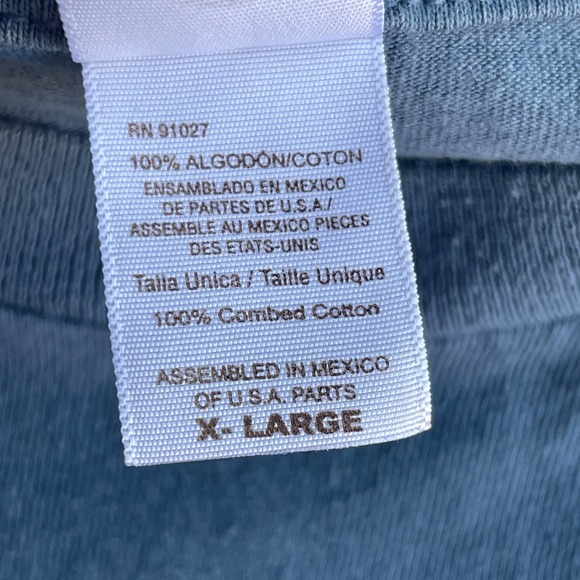 RN 91027
100% ALGODÓN/COTON
ENSAMBLADO EN MEXICO
DE PARTES DE U.S.A./
ASSEMBLE AU MEXICO PIECES
DES ETATS-UNIS
Talla Unica / Taille Unique
100% Combed Cotton
ASSEMBLED IN MEXICO
OF U.S.A. PARTS
X- LARGE